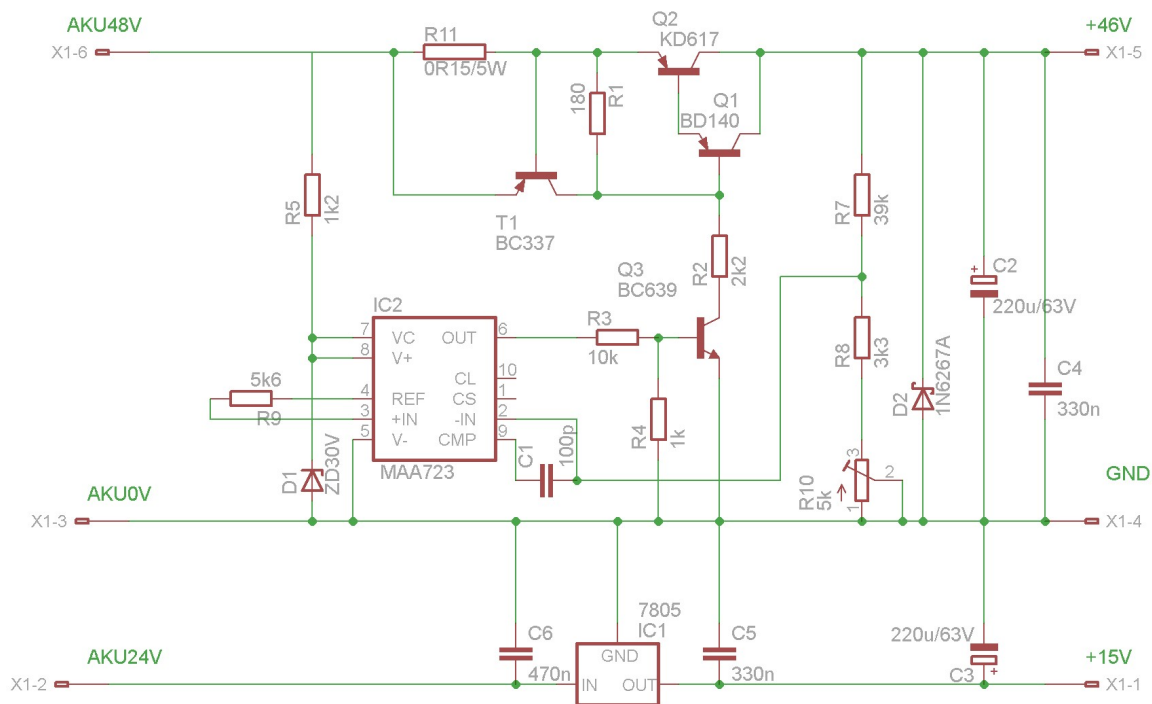 AKU48V
X1-6
R11
0R15/5W
Q2
KD617
+46V
X1-5
180
R1
Q1
BD140
R5
1k2
T1
BC337
R7
39k
R2
2k2
Q3
BC639
C2
220u/63V
IC2
7
VC
OUT
6
8
V+
CL
10
4
REF
CS
1
3
+IN
-IN
2
5
V-
CMP
9
MAA723
R3
10k
5k6
R9
R8
3k3
D2
1N6267A
C4
330n
R4
1k
C1
100p
D1
ZD30V
R10
5k
3
2
1
AKU0V
X1-3
GND
X1-4
7805
IC1
GND
IN
OUT
C6
470n
C5
330n
220u/63V
C3
AKU24V
X1-2
+15V
X1-1